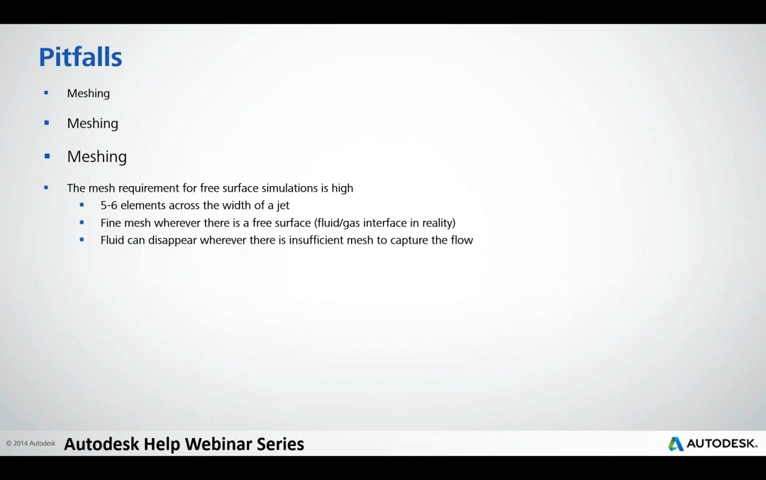 Pitfalls
Meshing
Meshing
Meshing
The mesh requirement for free surface simulations is high
5-6 elements across the width of a jet
Fine mesh wherever there is a free surface (fluid/gas interface in reality)
Fluid can disappear wherever there is insufficient mesh to capture the flow
© 2014 Autodesk
Autodesk Help Webinar Series
AUTODESK.